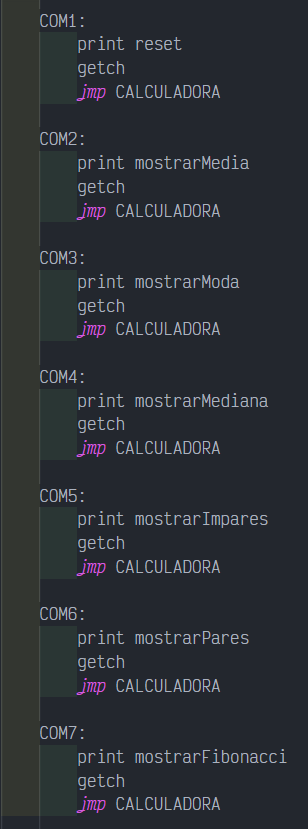 COM1:
print reset
getch
jmp CALCULADORA
COM2:
print mostrarMedia
getch
jmp CALCULADORA
COM3:
print mostrarModa
getch
jmp CALCULADORA
COM4:
print mostrarMediana
getch
jmp CALCULADORA
COM5:
print mostrarImpares
getch
jmp CALCULADORA
COM6:
print mostrarPares
getch
jmp CALCULADORA
COM7:
print mostrarFibonacci
getch
jmp CALCULADORA